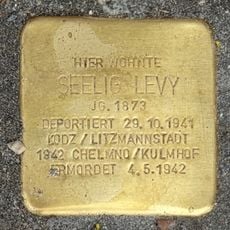 HIER WOHNTE
SEELIG LEVY
JG. 1873
DEPORTIERT 29.10.1941
LODZ / LITZMANNSTADT
1942 CHELMNO / KULMHOF
ERMORDET 4.5.1942